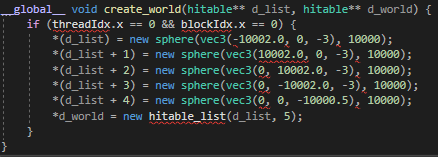 __global__ void create_world(hitable** d_list, hitable** d_world) {
if (threadIdx.x == 0 && blockIdx.x == 0) {
*(d_list) = new sphere(vec3(-10002.0, 0, -3), 10000);
*(d_list + 1) = new sphere(vec3(10002.0, 0, -3), 10000);
*(d_list + 2) = new sphere(vec3(0, 10002.0, -3), 10000);
*(d_list + 3) = new sphere(vec3(0, -10002.0, -3), 10000);
*(d_list + 4) = new sphere(vec3(0, 0, -10000.5), 10000);
*d_world = new hitable_list(d_list, 5);
}
}